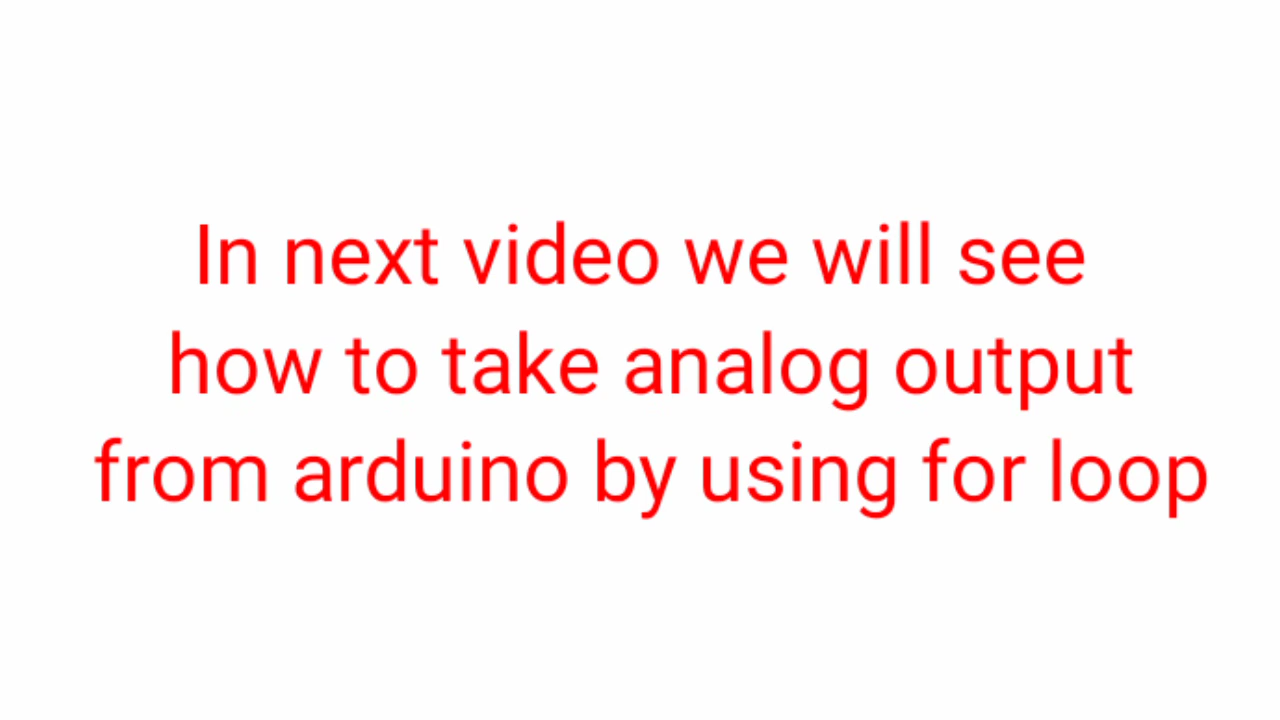 In next video we will see
how to take analog output
from arduino by using for loop